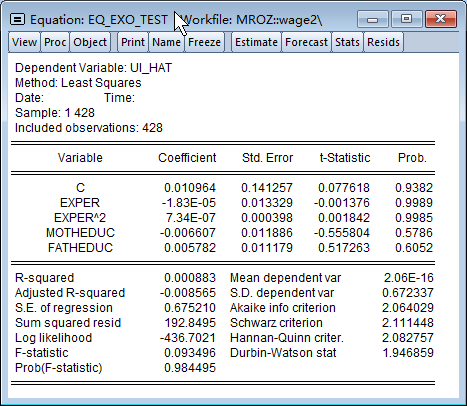 Equation: EQ_EXO_TEST Workfile: MROZ::wage2\
View Proc Object Print Name Freeze Estimate Forecast Stats Resids
Dependent Variable: UI_HAT
Method: Least Squares
Date: Time:
Sample: 1 428
Included observations: 428
Variable Coefficient Std. Error t-Statistic Prob.
C 0.010964 0.141257 0.077618 0.9382
EXPER -1.83E-05 0.013329 -0.001376 0.9989
EXPER^2 7.34E-07 0.000398 0.001842 0.9985
MOTHEDUC -0.006607 0.011886 -0.555804 0.5786
FATHEDUC 0.005782 0.011179 0.517263 0.6052
R-squared 0.000883 Mean dependent var 2.06E-16
Adjusted R-squared -0.008565 S.D. dependent var 0.672337
S.E. of regression 0.675210 Akaike info criterion 2.064029
Sum squared resid 192.8495 Schwarz criterion 2.111448
Log likelihood -436.7021 Hannan-Quinn criter. 2.082757
F-statistic 0.093496 Durbin-Watson stat 1.946859
Prob(F-statistic) 0.984495